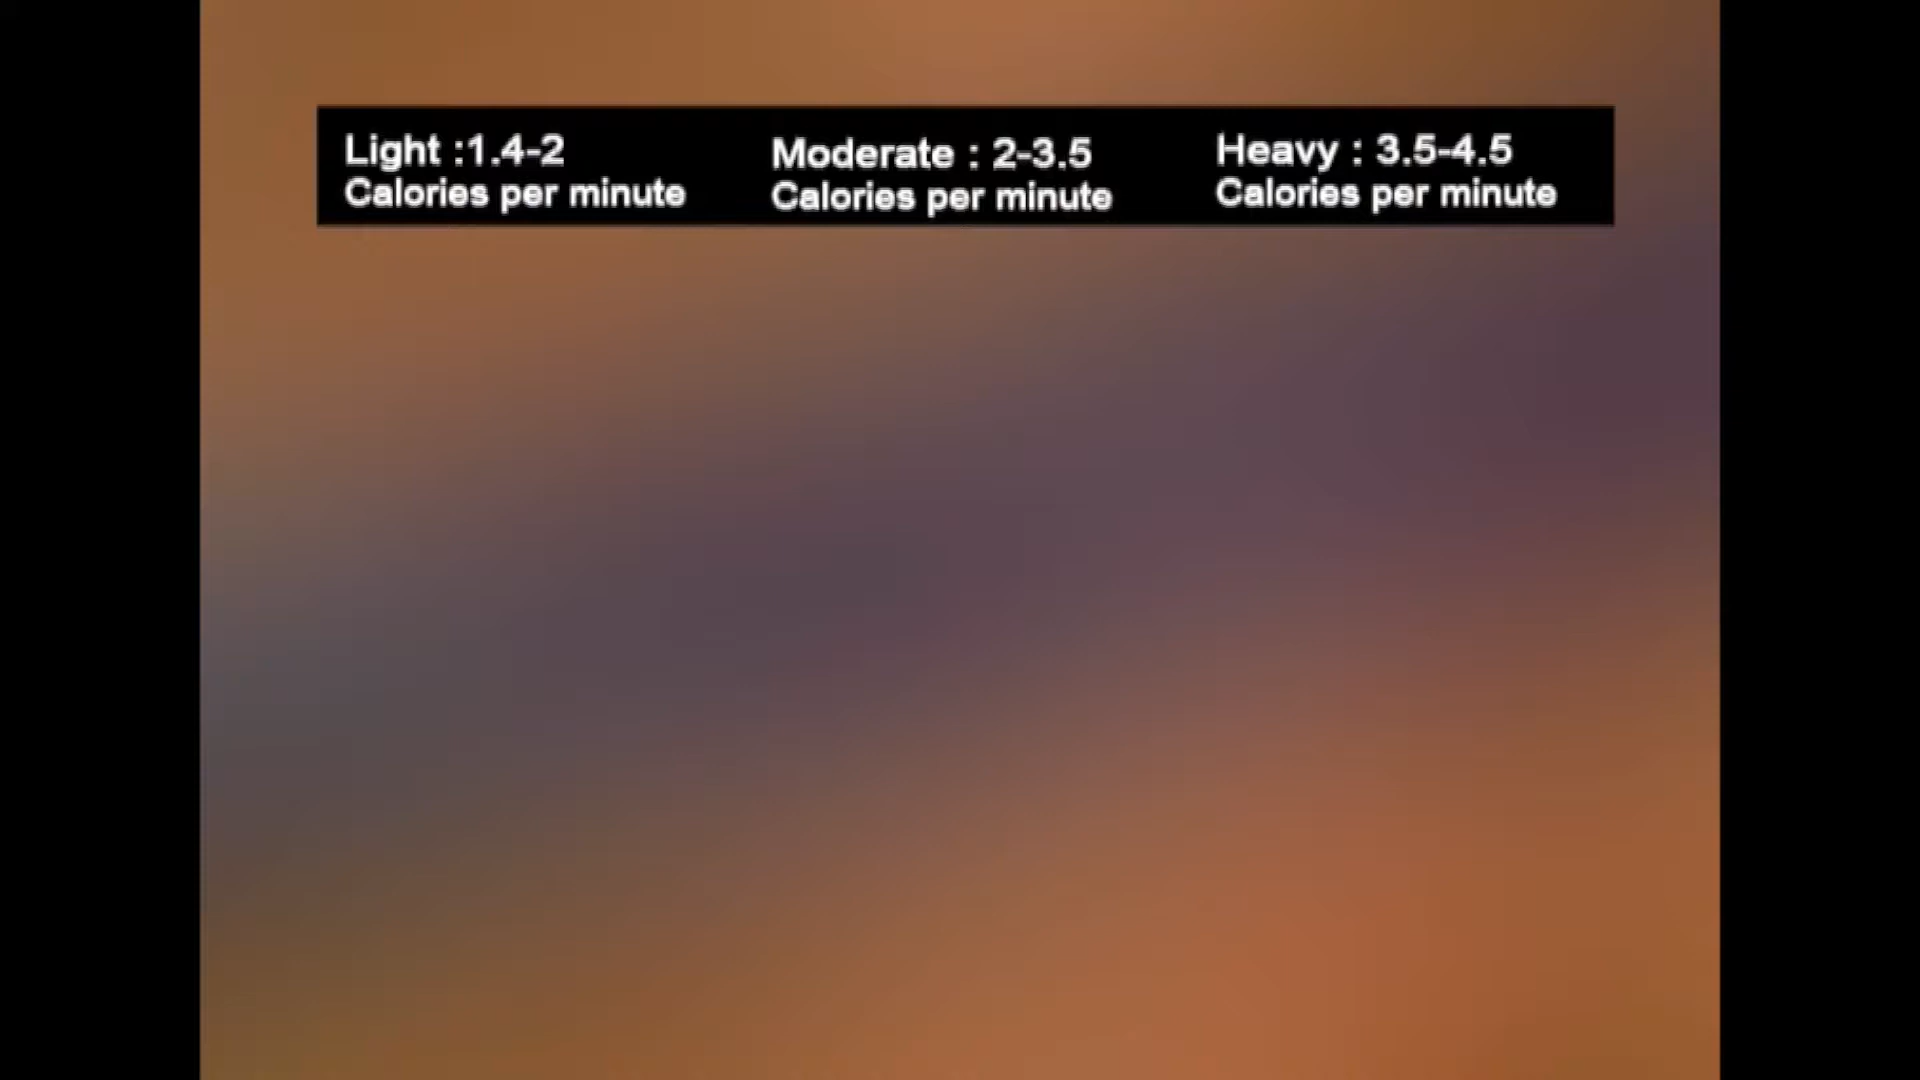 Light :1.4-2
Calories per minute
Moderate : 2-3.5
Calories per minute
Heavy : 3.5-4.5
Calories per minute